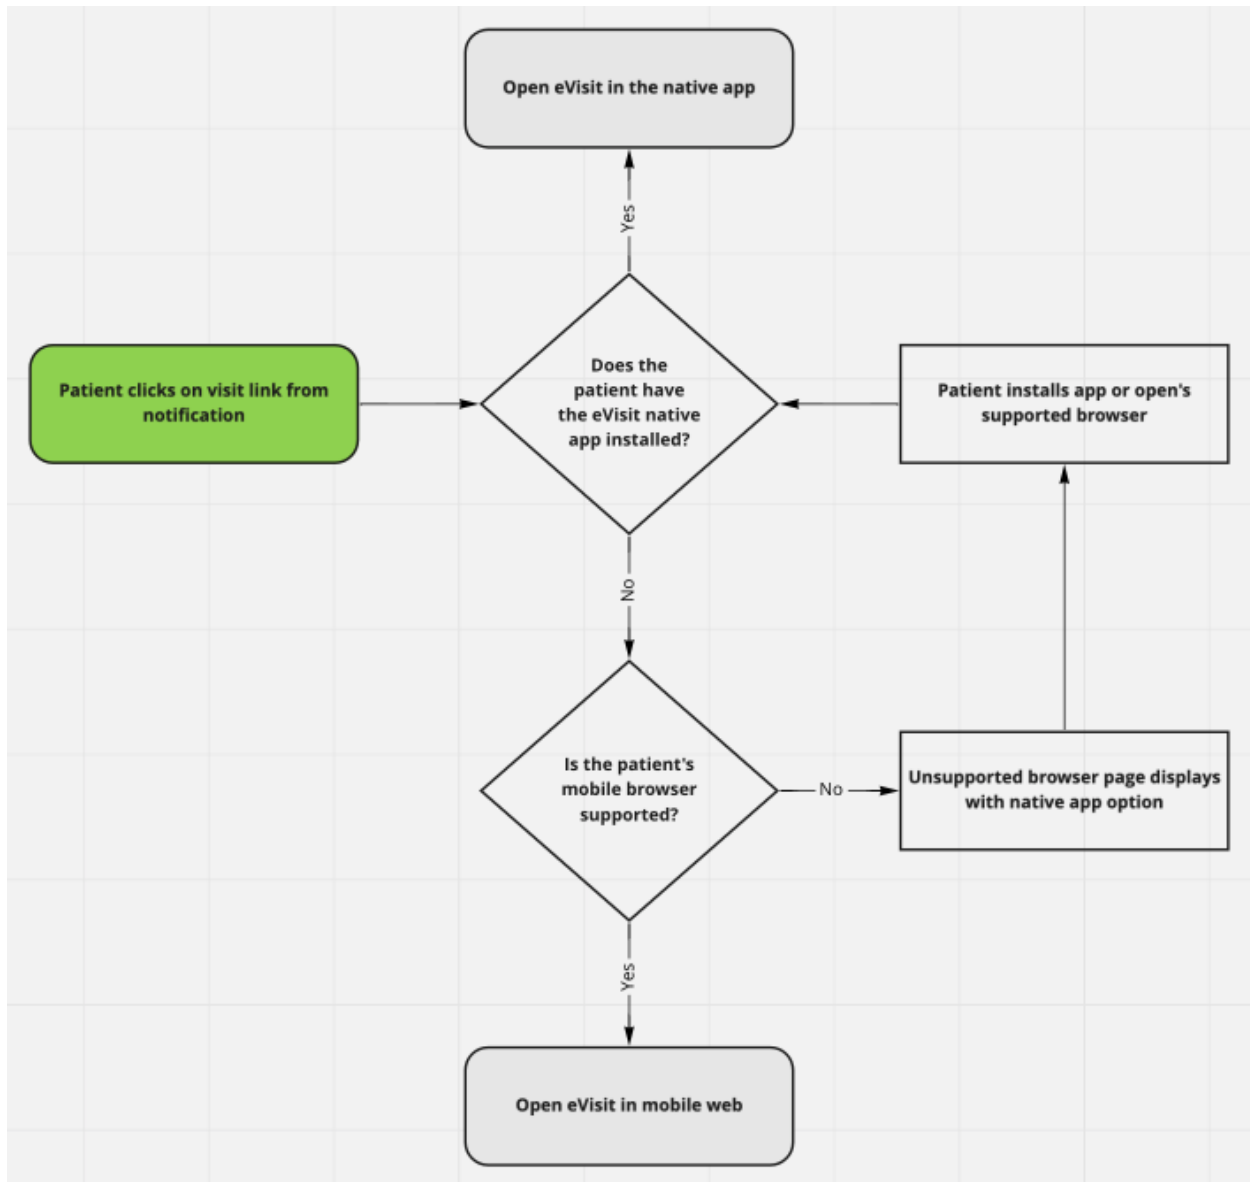 Open eVisit in the native app
Yes
Patient clicks on visit link from
notification
Does the
patient have
the eVisit native
app installed?
Patient installs app or open's
supported browser
No
Is the patient's
mobile browser
supported?
No
Unsupported browser page displays
with native app option
Yes
Open eVisit in mobile web